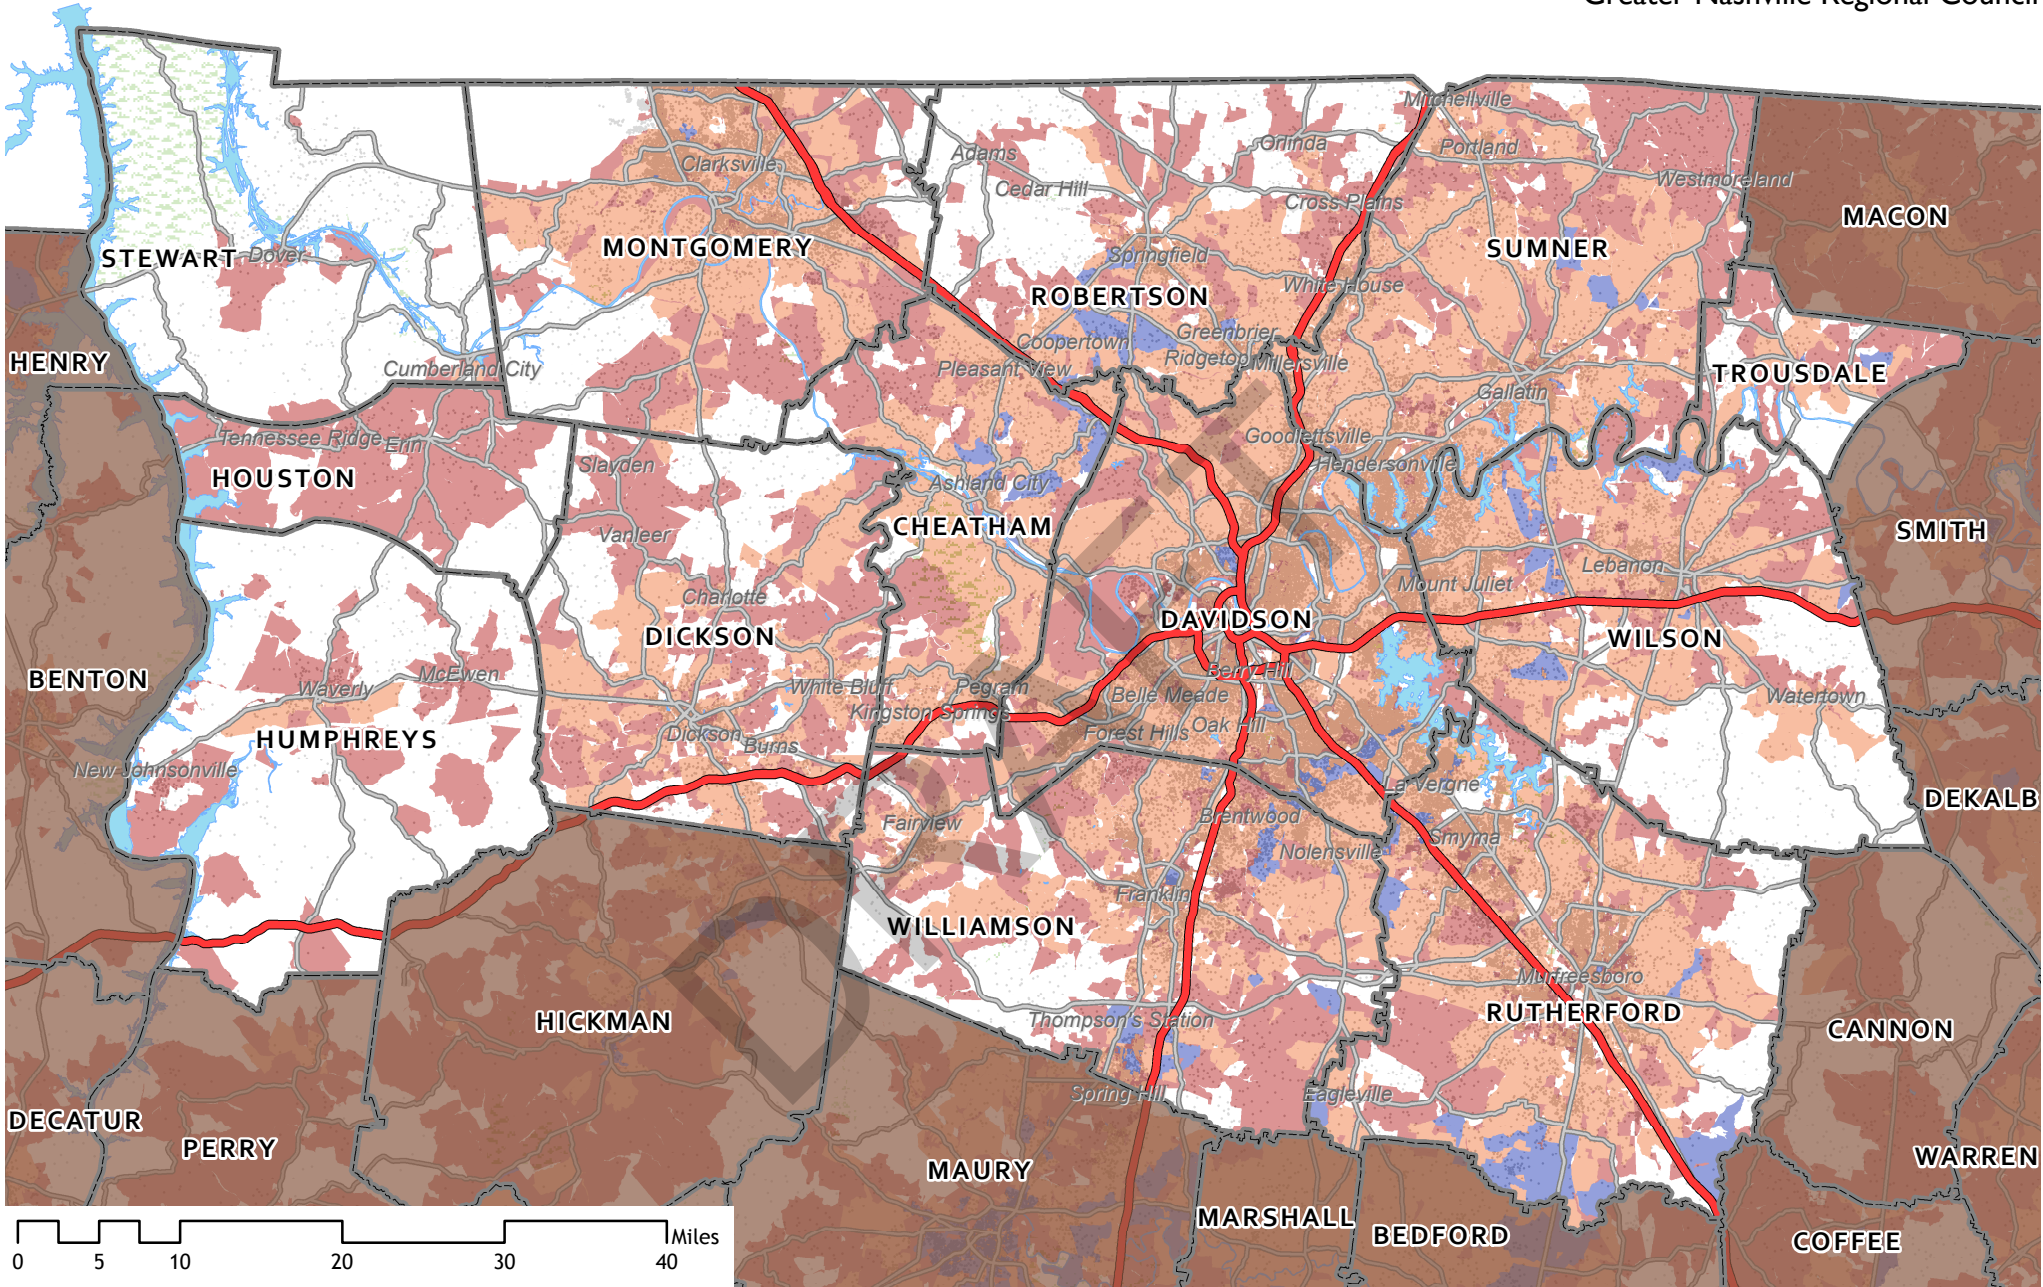 Greater Nashville Regional Council
Mitchellville
Orlinda
Portland
Adams
Clarksville
Cedar Hill
Westmoreland
Cross Plains
MACON
STEWART
Dover
MONTGOMERY
Springfield
SUMNER
ROBERTSON
White House
HENRY
Cumberland City
Coopertown
Greenbrier
Ridgetop
Millersville
Pleasant View
TROUSDALE
Gallatin
Tennessee Ridge
Erin
Goodlettsville
Hendersonville
HOUSTON
Slayden
Ashland City
CHEATHAM
SMITH
Vanleer
Lebanon
Mount Juliet
Charlotte
DAVIDSON
DICKSON
WILSON
BENTON
McEwen
Waverly
Berry Hill
White Bluff
Pegram
Belle Meade
Watertown
Kingston Springs
Oak Hill
Forest Hills
HUMPHREYS
Dickson
Burns
New Johnsonville
La Vergne
DEKALB
Fairview
Brentwood
Smyrna
Nolensville
Franklin
WILLIAMSON
Murfreesboro
RUTHERFORD
HICKMAN
Thompson's Station
CANNON
Spring Hill
Eagleville
DECATUR
PERRY
MAURY
WARREN
MARSHALL
BEDFORD
COFFEE
DRAFT
Miles
0 5 10 20 30 40